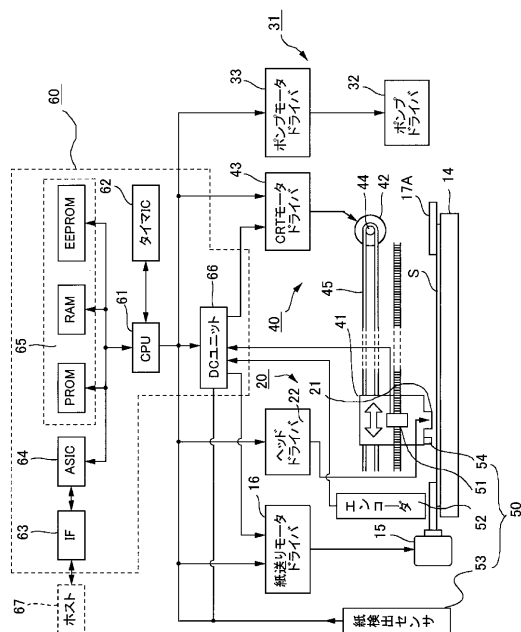 60
EEPROM
RAM
PROM
65
タイマIC
62
CPU
61
ASIC
64
IF
63
ホスト
67
DCユニット
66
31
ポンプモータ
ドライバ
33
ポンプ
ドライバ
32
CRTモータ
ドライバ
43
40
44
42
45
41
17A
14
S
20
21
22
ヘッド
ドライバ
紙送りモータ
ドライバ
16
エンコーダ
52
15
54
51
53
50
紙検出センサ